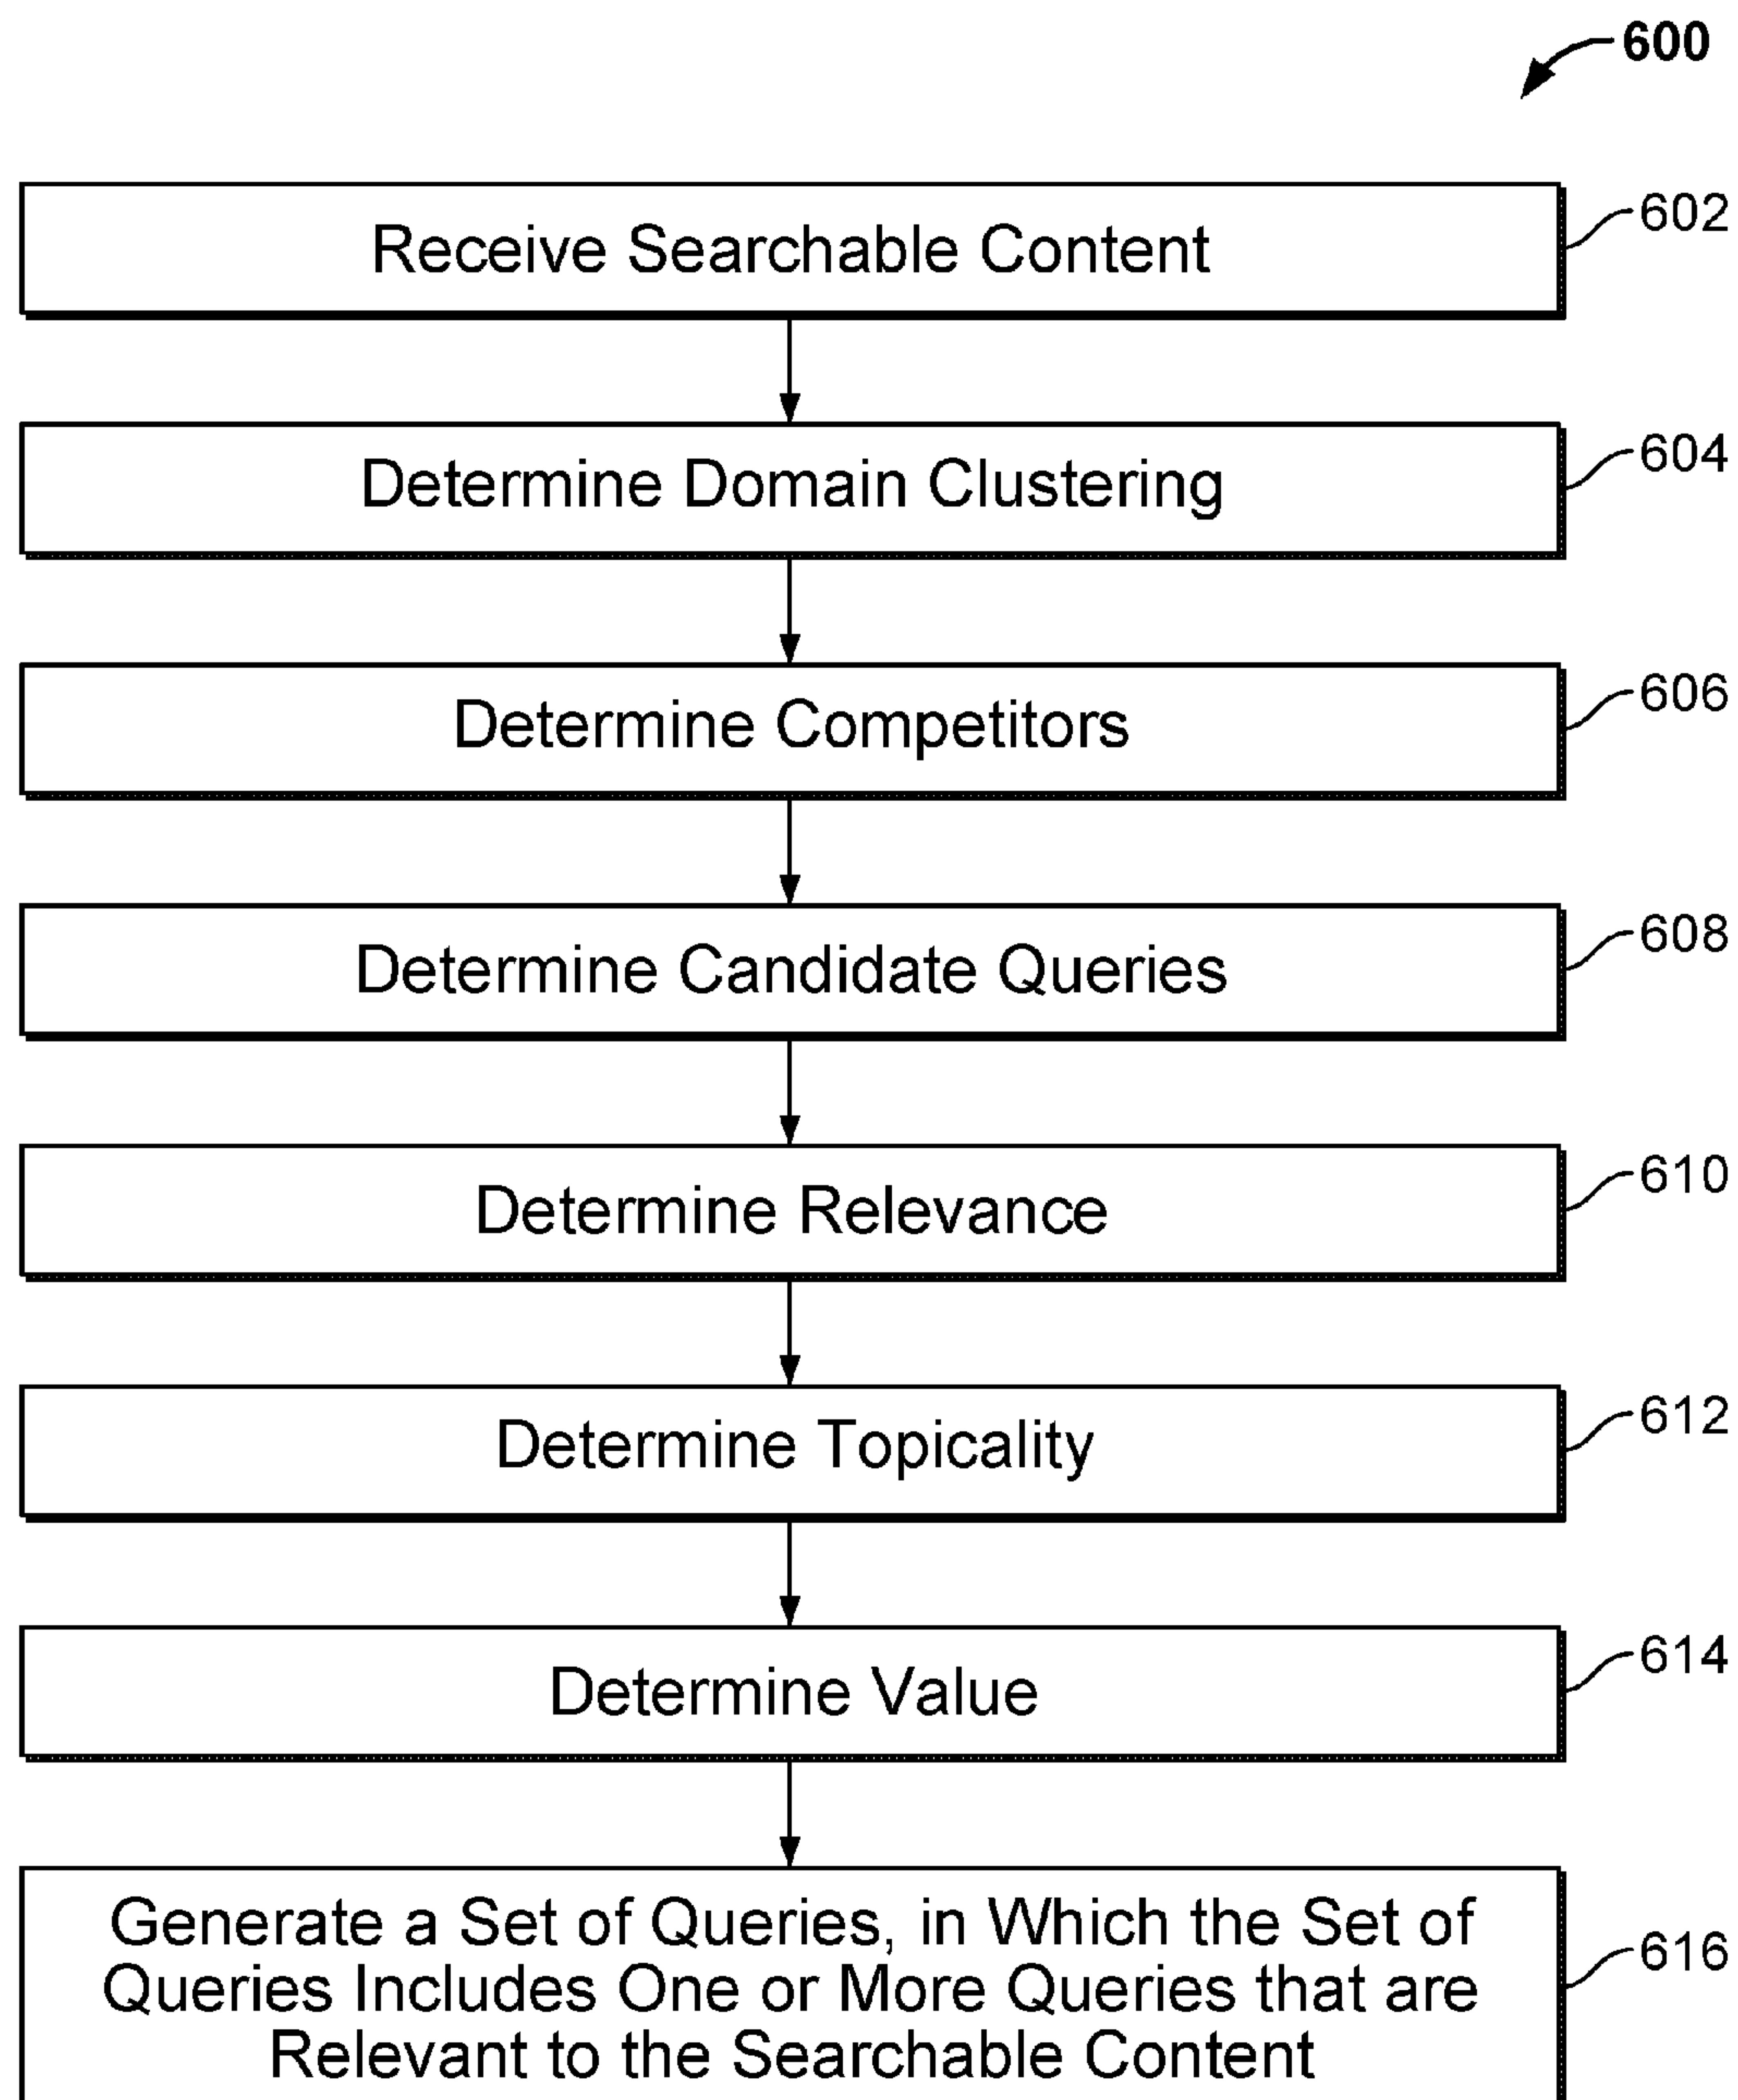 600
Receive Searchable Content
602
Determine Domain Clustering
604
Determine Competitors
606
Determine Candidate Queries
608
Determine Relevance
610
Determine Topicality
612
Determine Value
614
Generate a Set of Queries, in Which the Set of
Queries Includes One or More Queries that are
Relevant to the Searchable Content
616